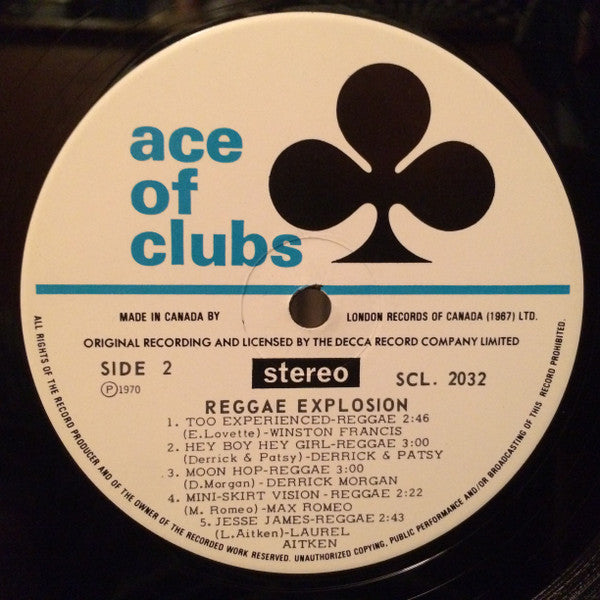 ace
of
clubs
MADE IN CANADA BY LONDON RECORDS OF CANADA (1967) LTD.
ORIGINAL RECORDING AND LICENSED BY THE DECCA RECORD COMPANY LIMITED
SIDE 2 stereo SCL. 2032
Ⓟ1970
REGGAE EXPLOSION
1. TOO EXPERIENCED-REGGAE 2:46
(E.Lovette)-WINSTON FRANCIS
2. HEY BOY HEY GIRL-REGGAE 3:00
(Derrick & Patsy)-DERRICK & PATSY
3. MOON HOP-REGGAE 3:00
(D.Morgan)-DERRICK MORGAN
4. MINI-SKIRT VISION-REGGAE 2:22
(M. Romeo)-MAX ROMEO
5. JESSE JAMES-REGGAE 2:43
(L.Aitken)-LAUREL
AITKEN
ALL RIGHTS OF THE RECORD PRODUCER AND OF THE OWNER OF THE RECORDED WORK RESERVED. UNAUTHORIZED COPYING, PUBLIC PERFORMANCE AND/OR BROADCASTING OF THIS RECORD PROHIBITED.